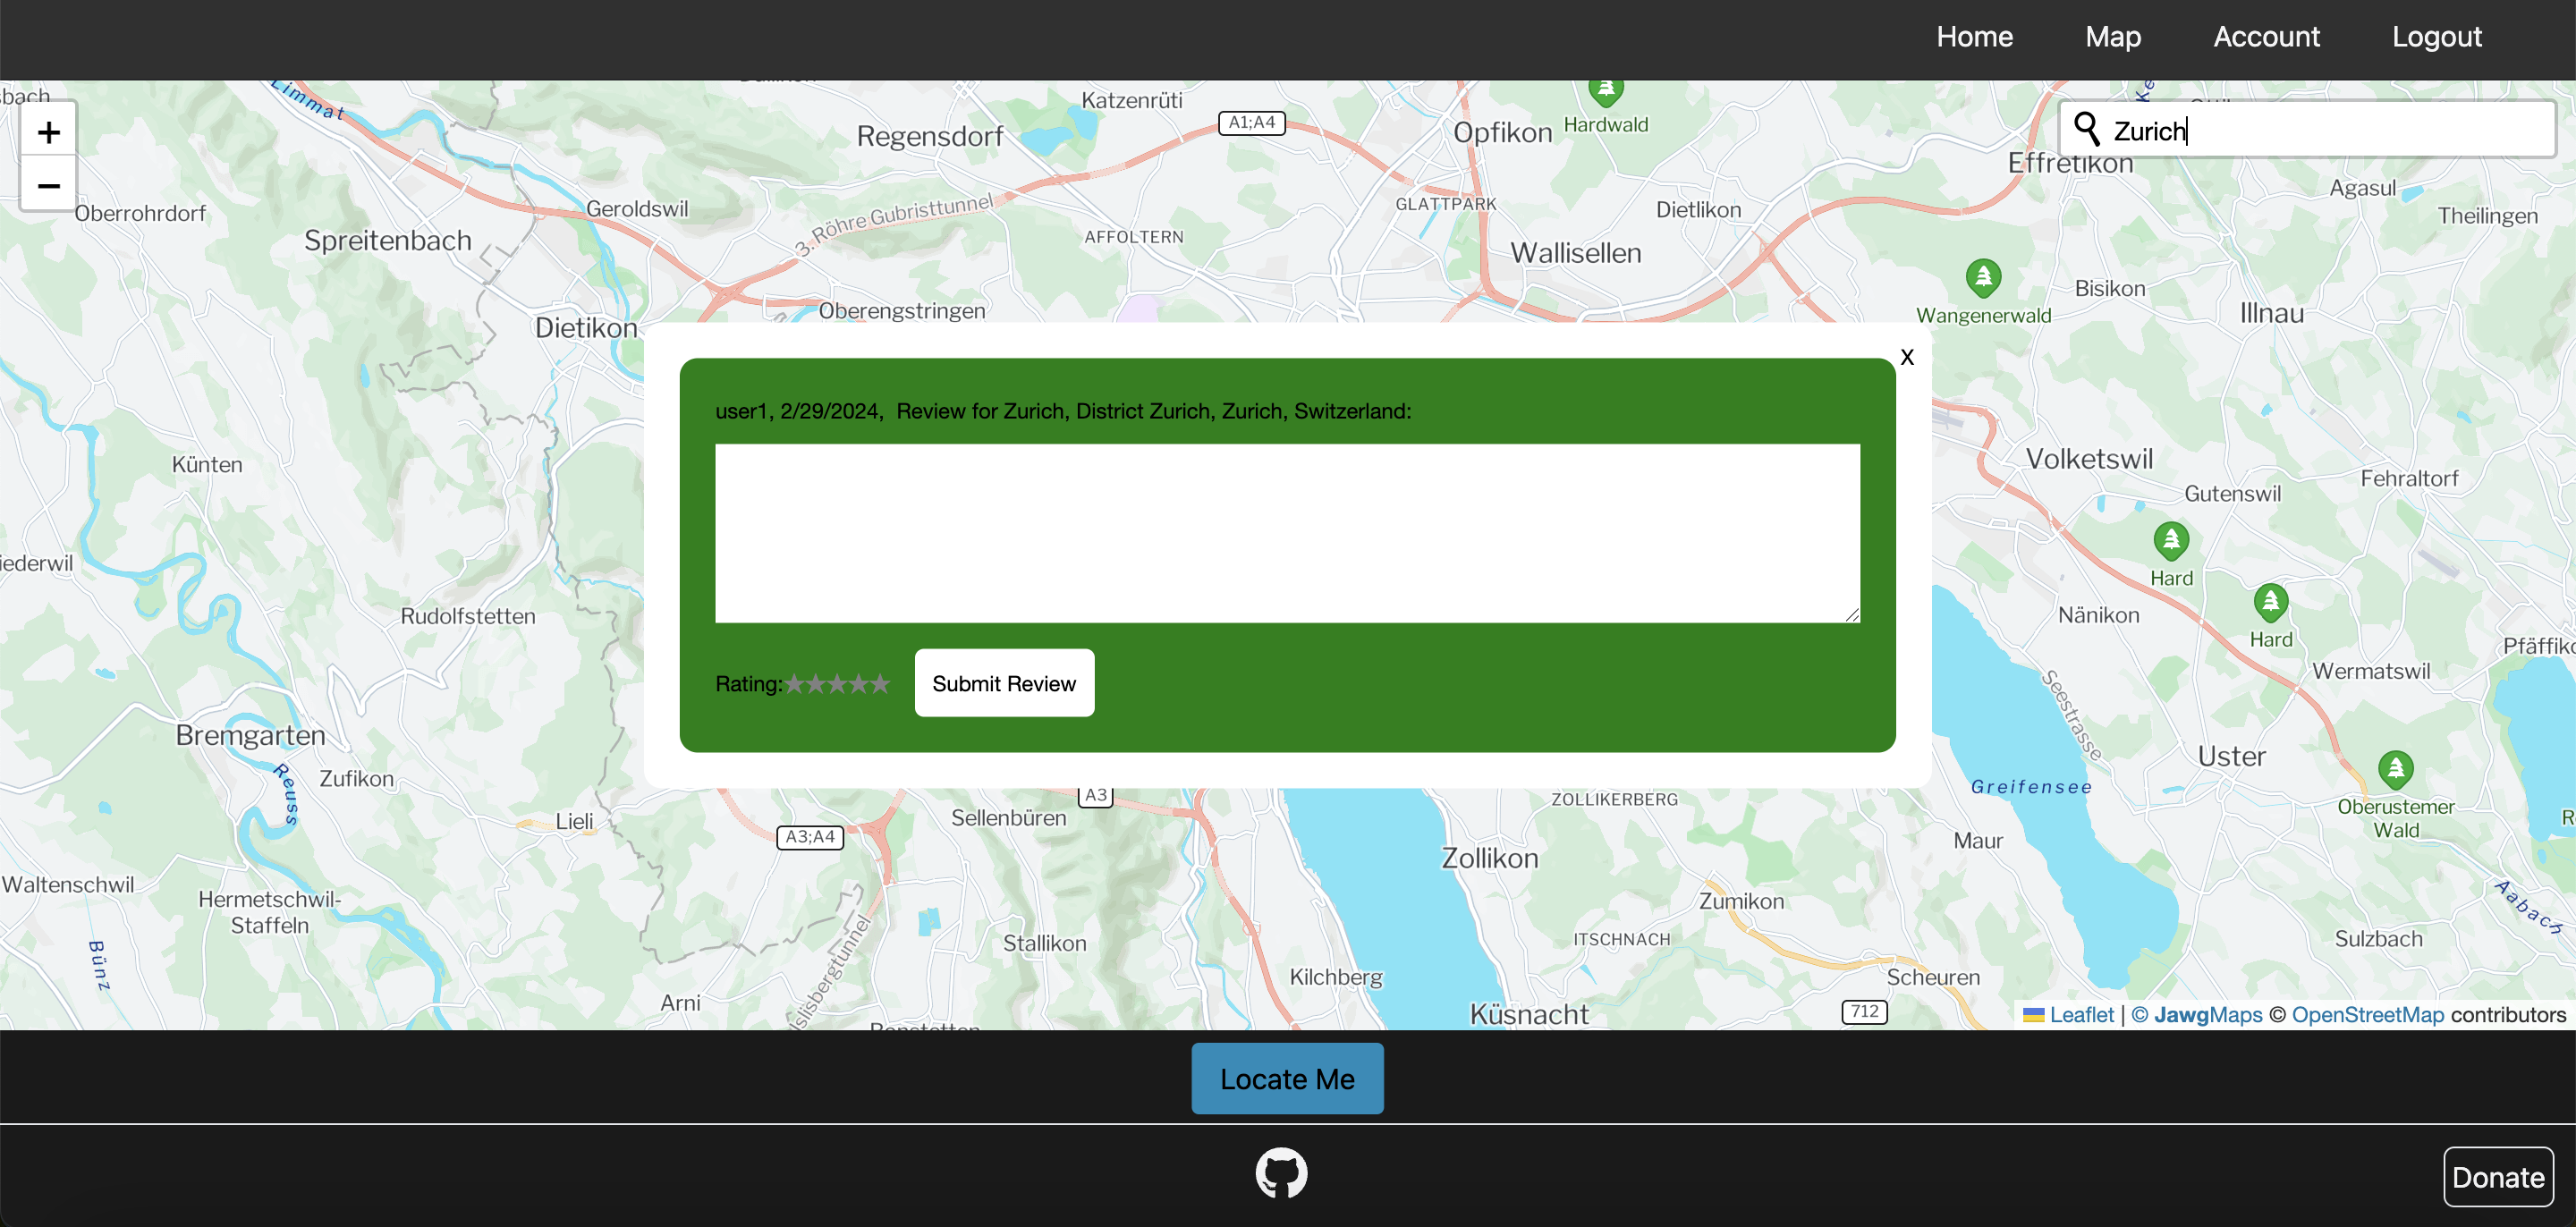 Home Map Account Logout
Limmat
Katzenrüti
A1;A4
Hardwald
Regensdorf
Opfikon
+
Zurich
−
Effretikon
Agasul
Oberrohrdorf
Geroldswil
3. Röhre Gubristtunnel
GLATTPARK
Dietlikon
Theilingen
Spreitenbach
AFFOLTERN
Wallisellen
Bisikon
Dietikon
Oberengstringen
Wangenerwald
Illnau
X
user1, 2/29/2024, Review for Zurich, District Zurich, Zurich, Switzerland:
Künten
Volketswil
Gutenswil
Fehraltorf
Hard
Rudolfstetten
Nänikon
Hard
Wermatswil
Seestrasse
Rating:★★★★★ Submit Review
Bremgarten
Reuss
Zufikon
Uster
Greifensee
A3
ZOLLIKERBERG
Oberustemer
Wald
Lieli
A3;A4
Sellenbüren
Maur
Zollikon
Waltenschwil
Hermetschwil-
Staffeln
Zumikon
Aabach
Bünz
Stallikon
ITSCHNACH
Sulzbach
Islisbergtunnel
Kilchberg
Scheuren
Arni
Küsnacht
712
Leaflet | © JawgMaps © OpenStreetMap contributors
Locate Me
Donate